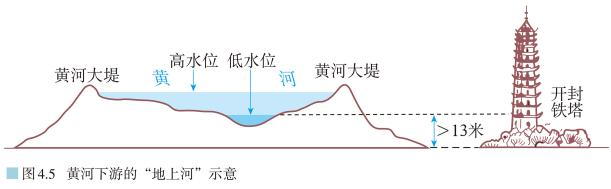 高水位 低水位
黄河大堤 黄 河 黄河大堤
开封
铁塔
>13米
图4.5 黄河下游的“地上河”示意